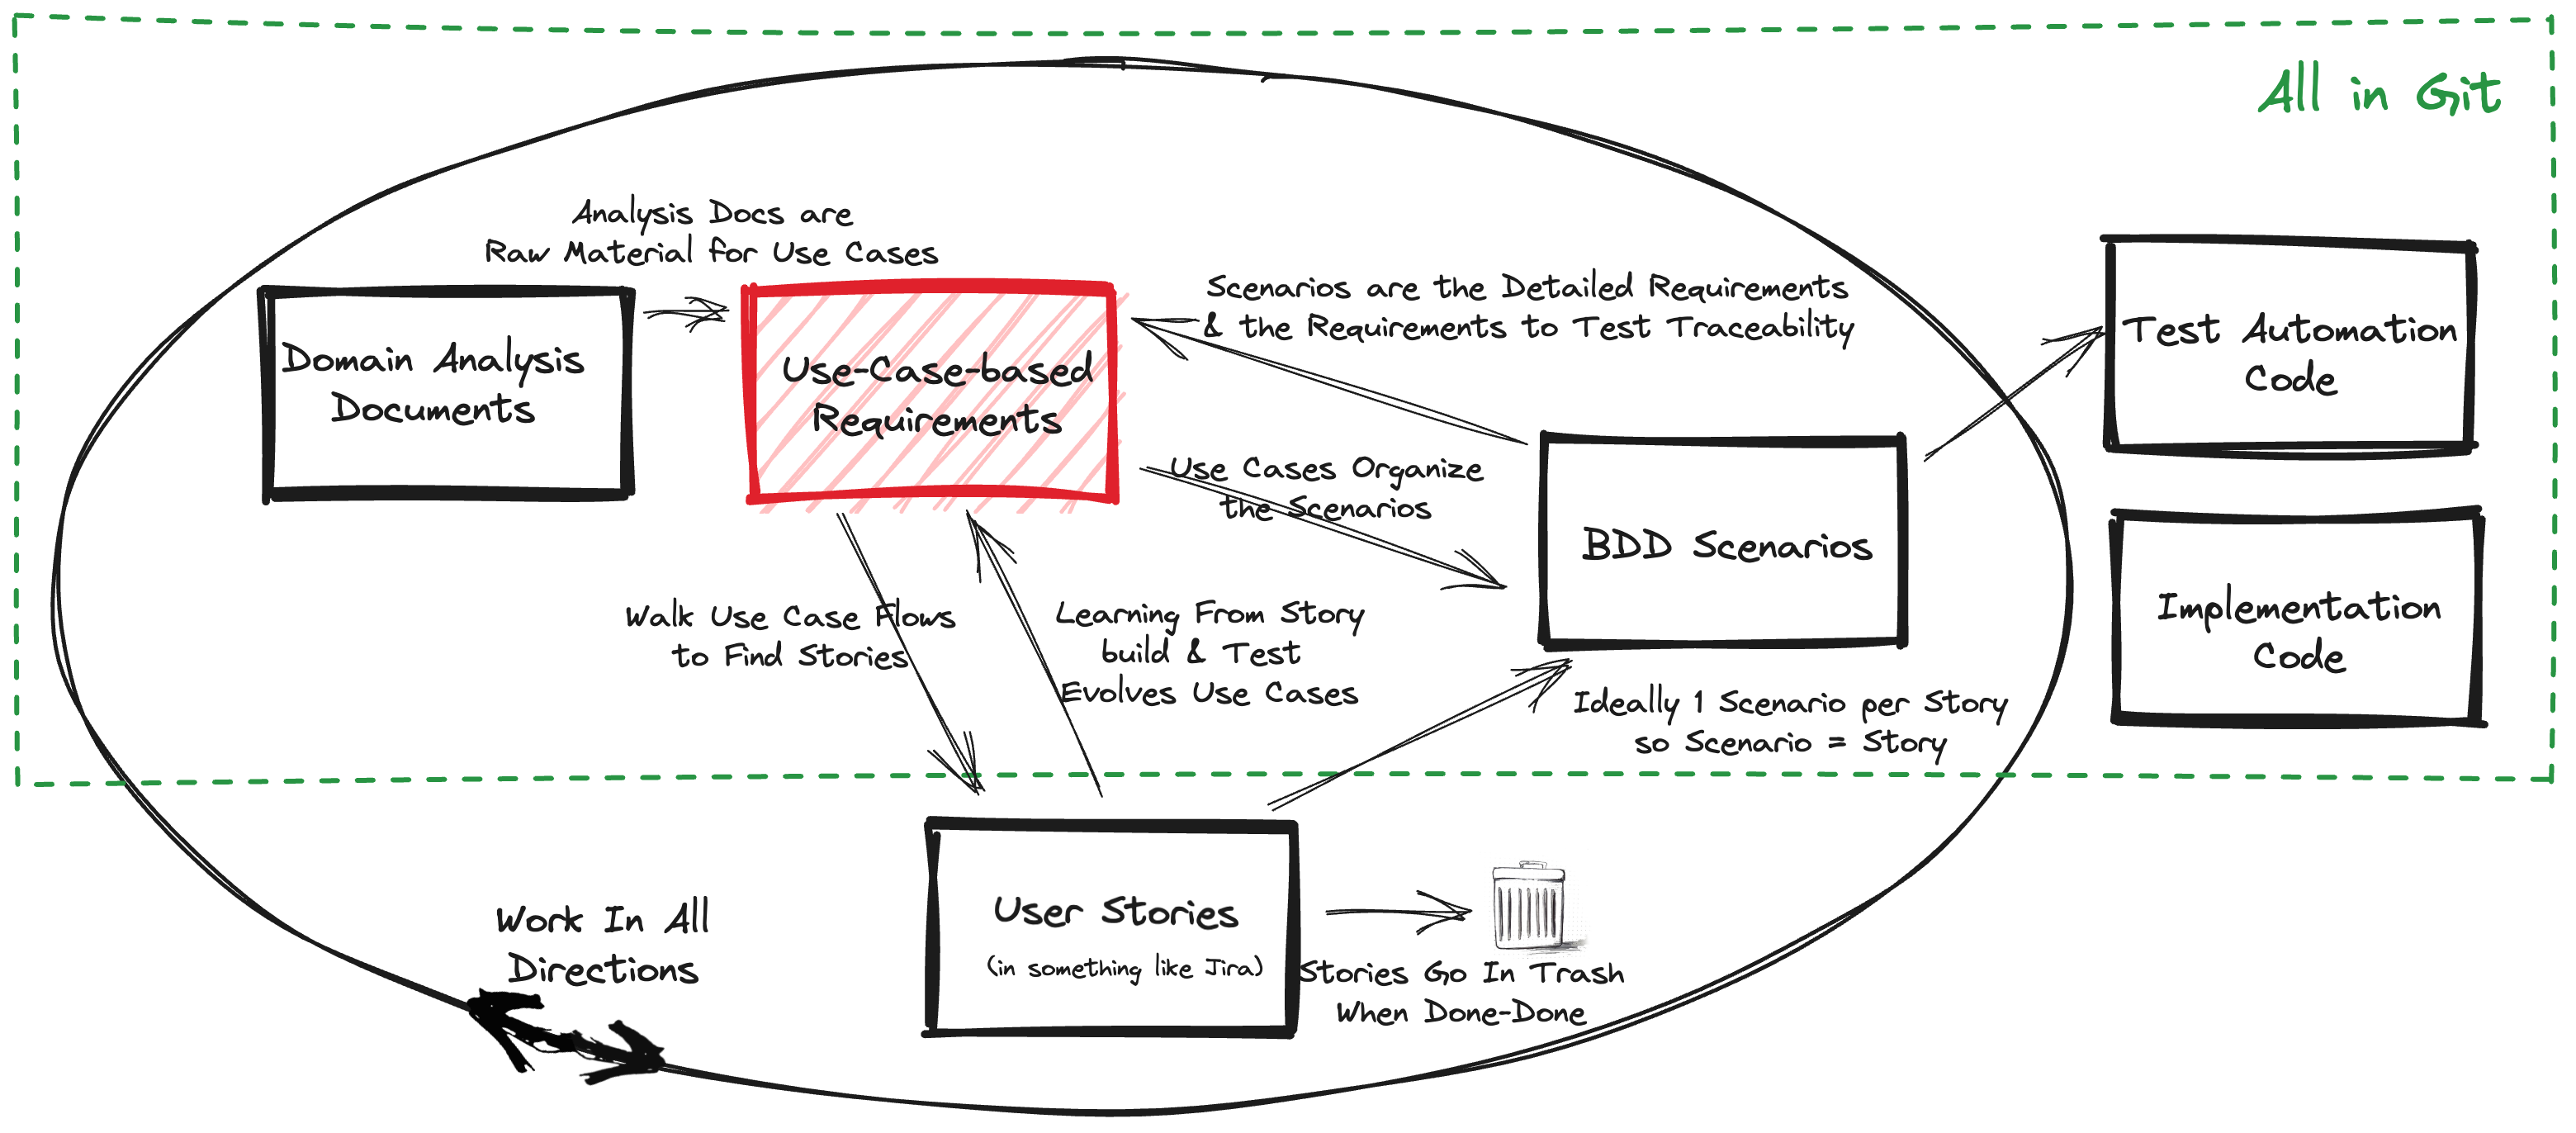 All in Git
Analysis Docs are
Raw Material for Use Cases
Domain Analysis
Documents
Use-Case-based
Requirements
Scenarios are the Detailed Requirements
& the Requirements to Test Traceability
Test Automation
Code
Use Cases Organize
the Scenarios
BDD Scenarios
Implementation
Code
Walk Use Case Flows
to Find Stories
Learning From Story
build & Test
Evolves Use Cases
Ideally 1 Scenario per Story
so Scenario = Story
User Stories
(in something like Jira)
Stories Go In Trash
When Done-Done
Work In All
Directions